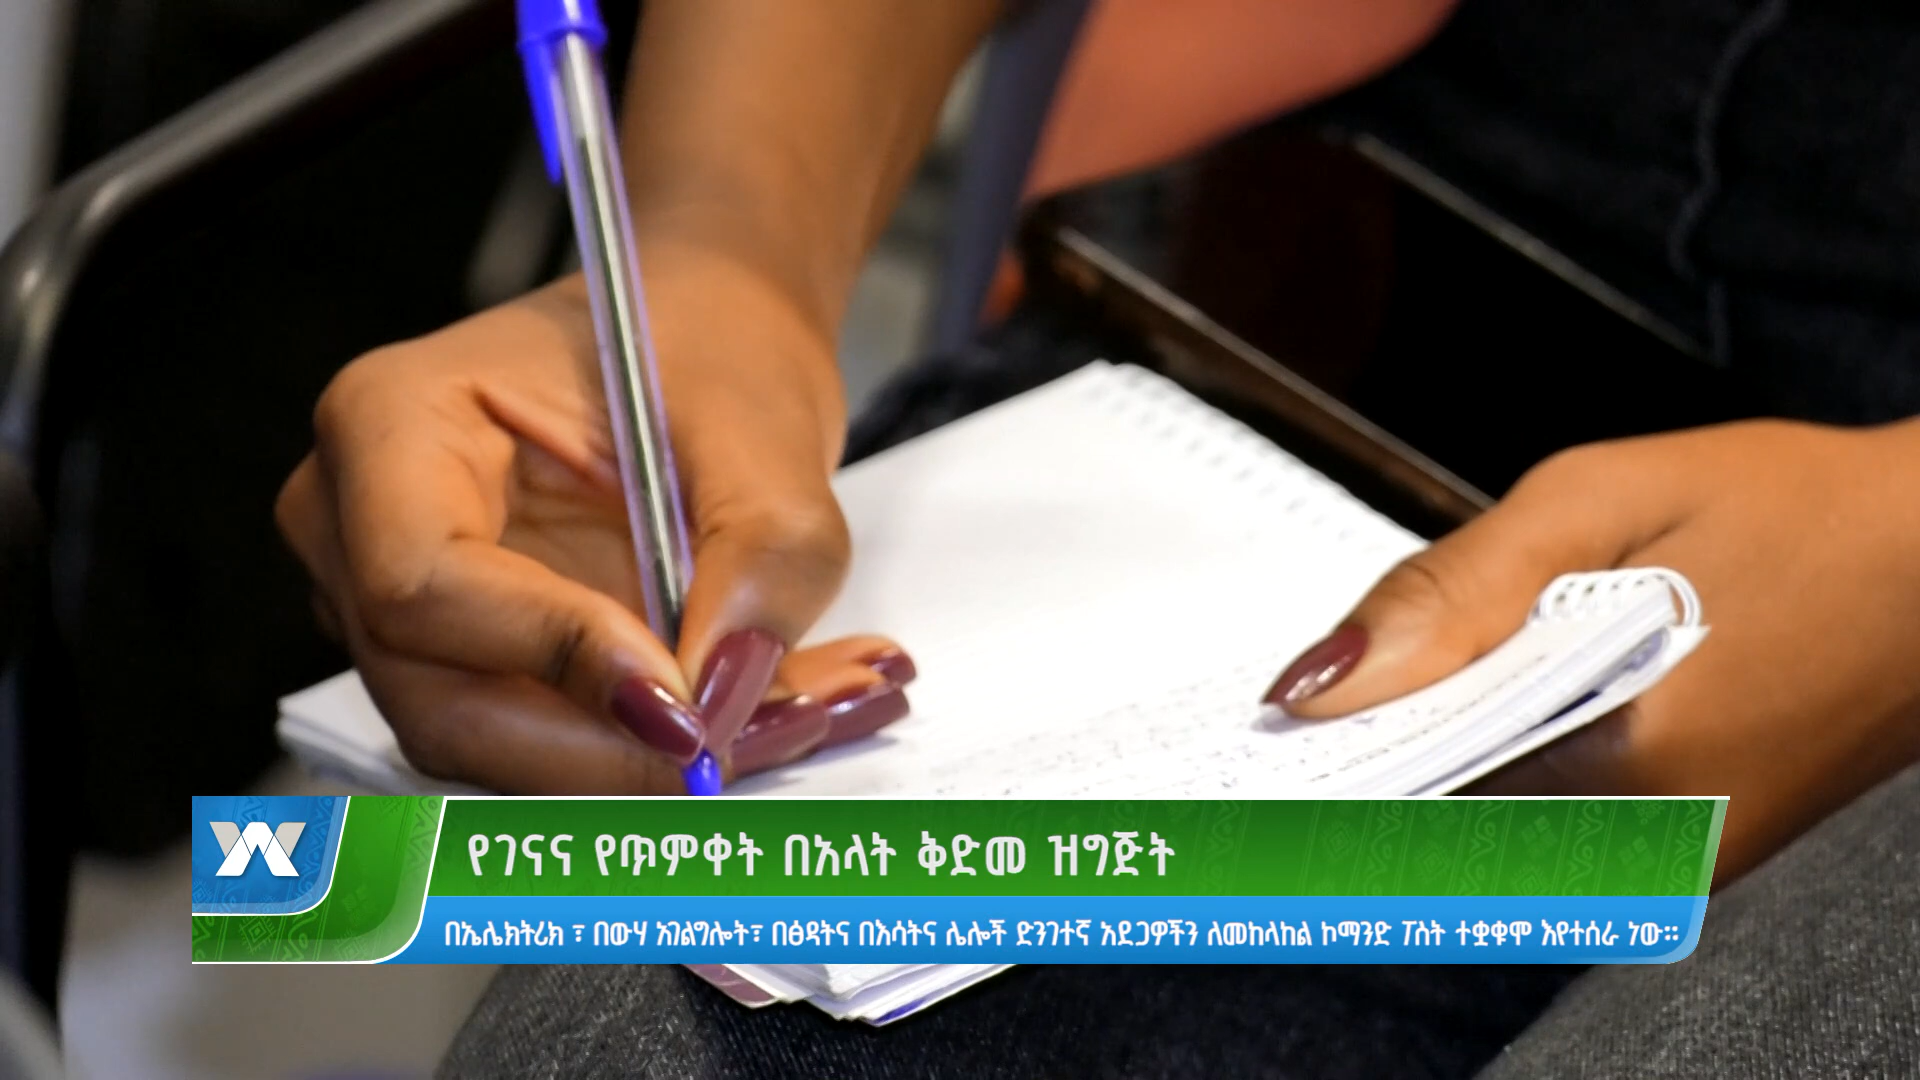 የገናና የጥምቀት በአላት ቅድመ ዝግጅት
በኤሌክትሪክ ፣ በውሃ አገልግሎት፣ በፅዳትና በእሳትና ሌሎች ድንገተኛ አደጋዎችን ለመከላከል ኮማንድ ፖስት ተቋቁሞ እየተሰራ ነው።